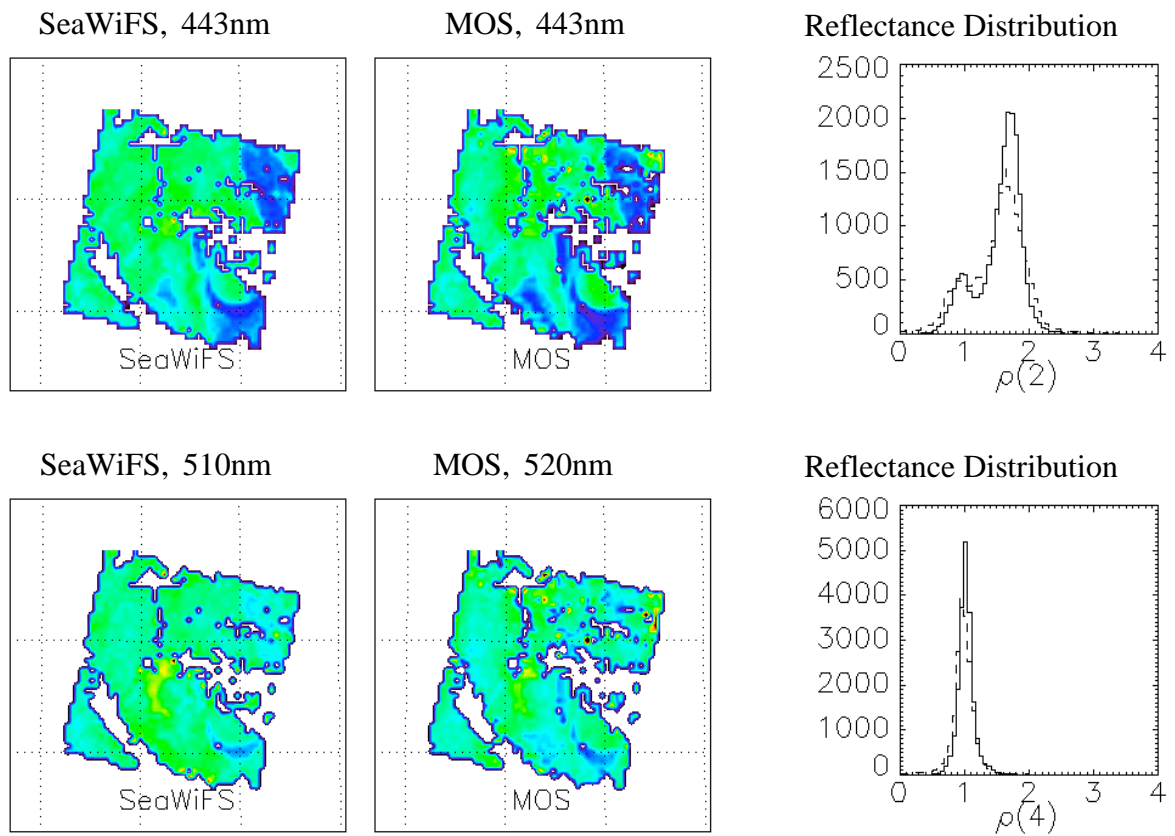 SeaWiFS, 443nm
MOS, 443nm
Reflectance Distribution
SeaWiFS
MOS
2500
2000
1500
1000
500
0
0 1 2 3 4
ρ(2)
SeaWiFS, 510nm
MOS, 520nm
Reflectance Distribution
SeaWiFS
MOS
6000
5000
4000
3000
2000
1000
0
0 1 2 3 4
ρ(4)